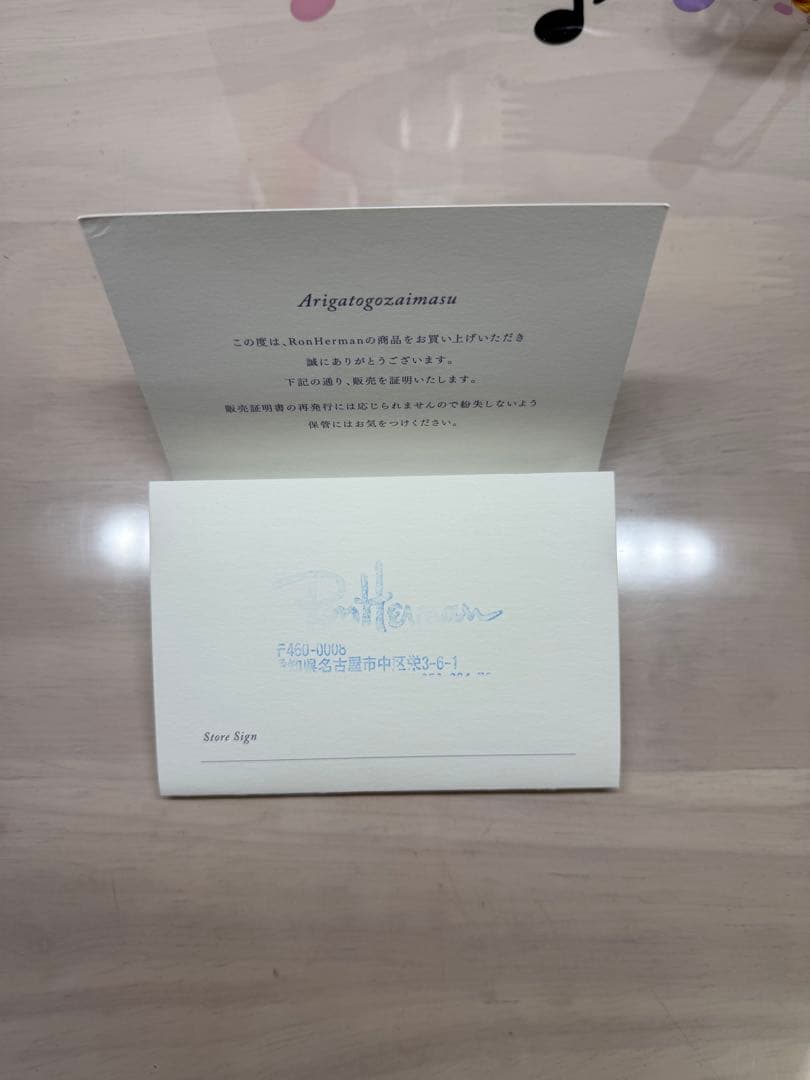 Arigatogozaimasu
この度は、RonHermanの商品をお買い上げいただき
誠にありがとうございます。
下記の通り、販売を証明いたします。
販売証明書の再発行には応じられませんので紛失しないよう
保管にはお気をつけください。
RonHerman
〒460-0008
愛知県名古屋市中区栄3-6-1
Store Sign